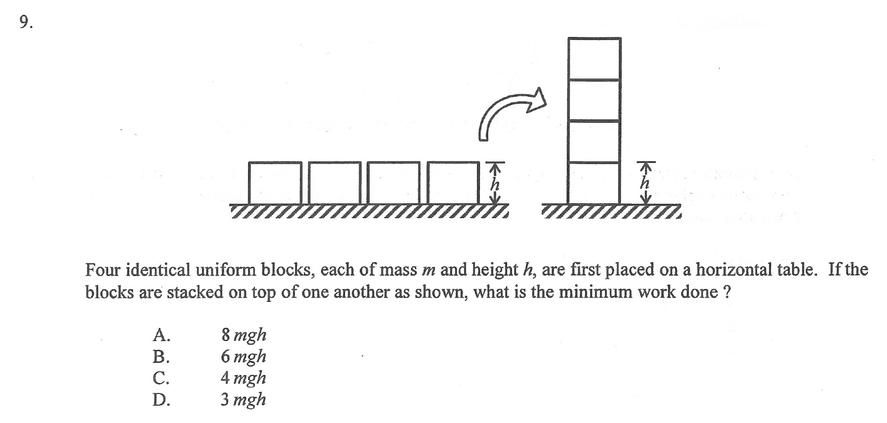 9.
h
h
Four identical uniform blocks, each of mass m and height h, are first placed on a horizontal table. If the
blocks are stacked on top of one another as shown, what is the minimum work done ?
A. 8 mgh
B. 6 mgh
C. 4 mgh
D. 3 mgh